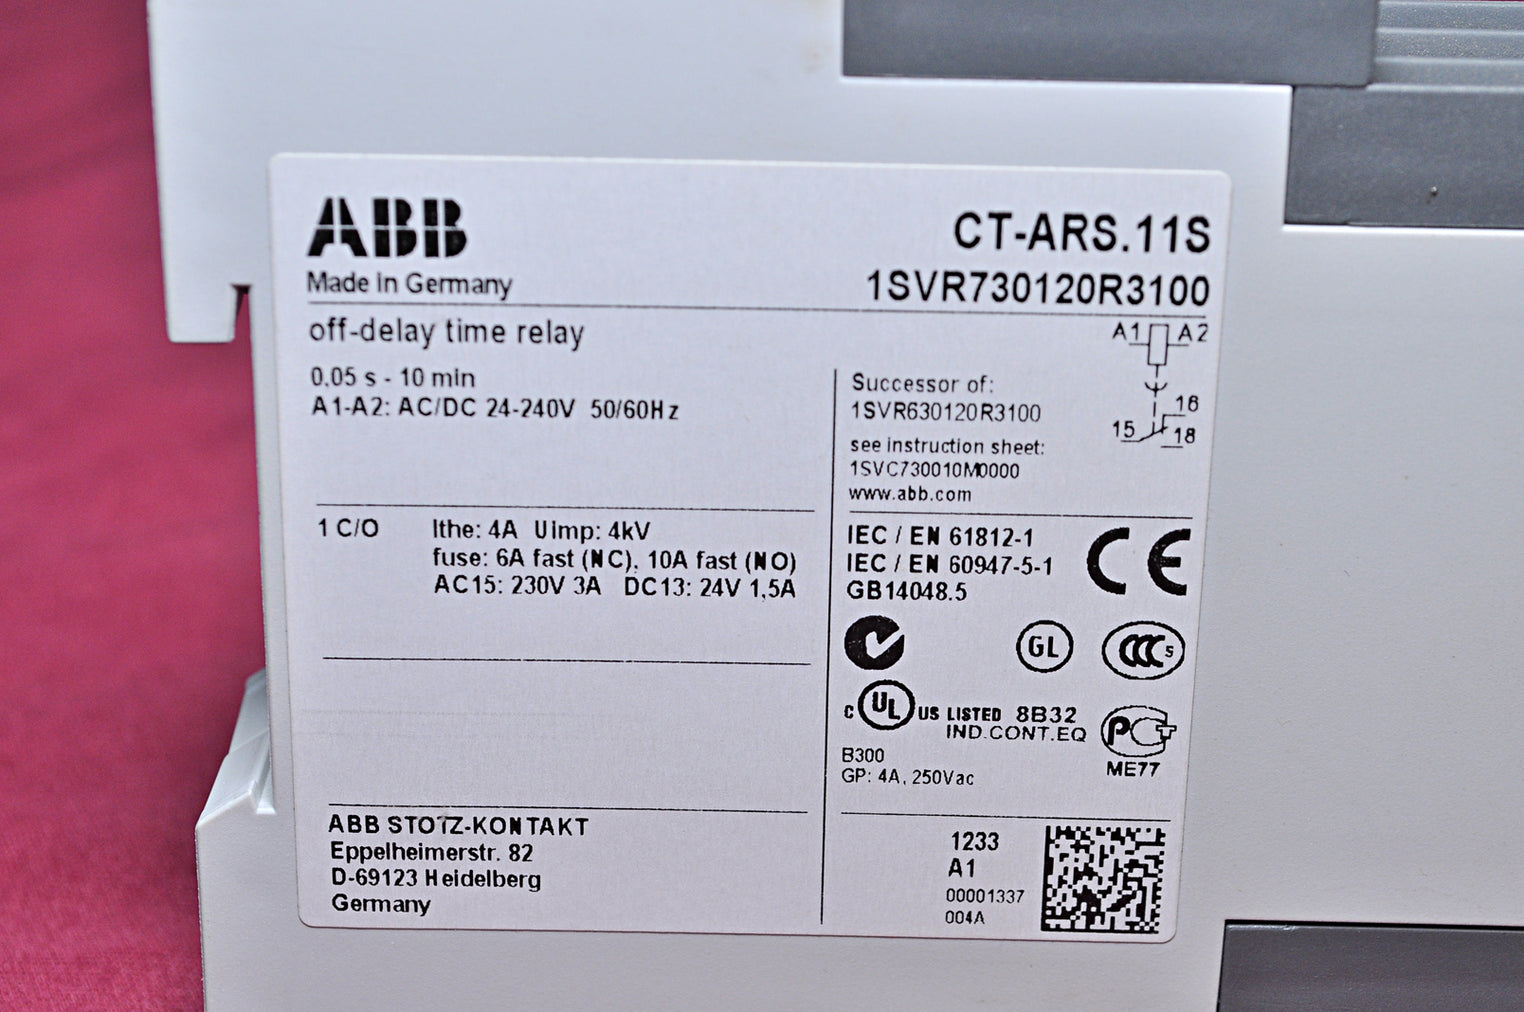 ABB
Made in Germany
CT-ARS.11S
1SVR730120R3100
off-delay time relay
0.05 s - 10 min
A1-A2: AC/DC 24-240V 50/60Hz
A1 A2
16
15 18
Successor of:
1SVR630120R3100
see instruction sheet:
1SVC730010M0000
www.abb.com
1 C/O Ithe: 4A Uimp: 4kV
fuse: 6A fast (NC), 10A fast (NO)
AC15: 230V 3A DC13: 24V 1,5A
IEC / EN 61812-1
IEC / EN 60947-5-1
GB14048.5
CE
GL
CCC S
C UL US LISTED 8B32
IND.CONT.EQ
PCT
ME77
B300
GP: 4A, 250Vac
ABB STOTZ-KONTAKT
Eppelheimerstr. 82
D-69123 Heidelberg
Germany
1233
A1
00001337
004A